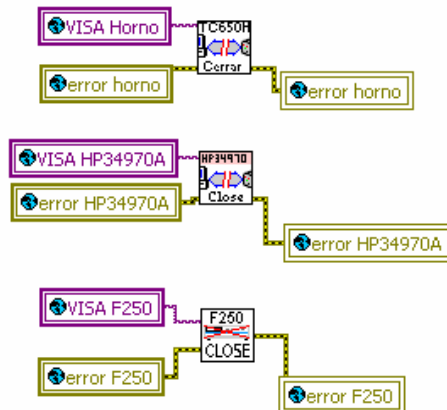 VISA Horno
TC650H
Cerrar
error horno
error horno
VISA HP34970A
HP34970
Close
error HP34970A
error HP34970A
VISA F250
F250
CLOSE
error F250
error F250